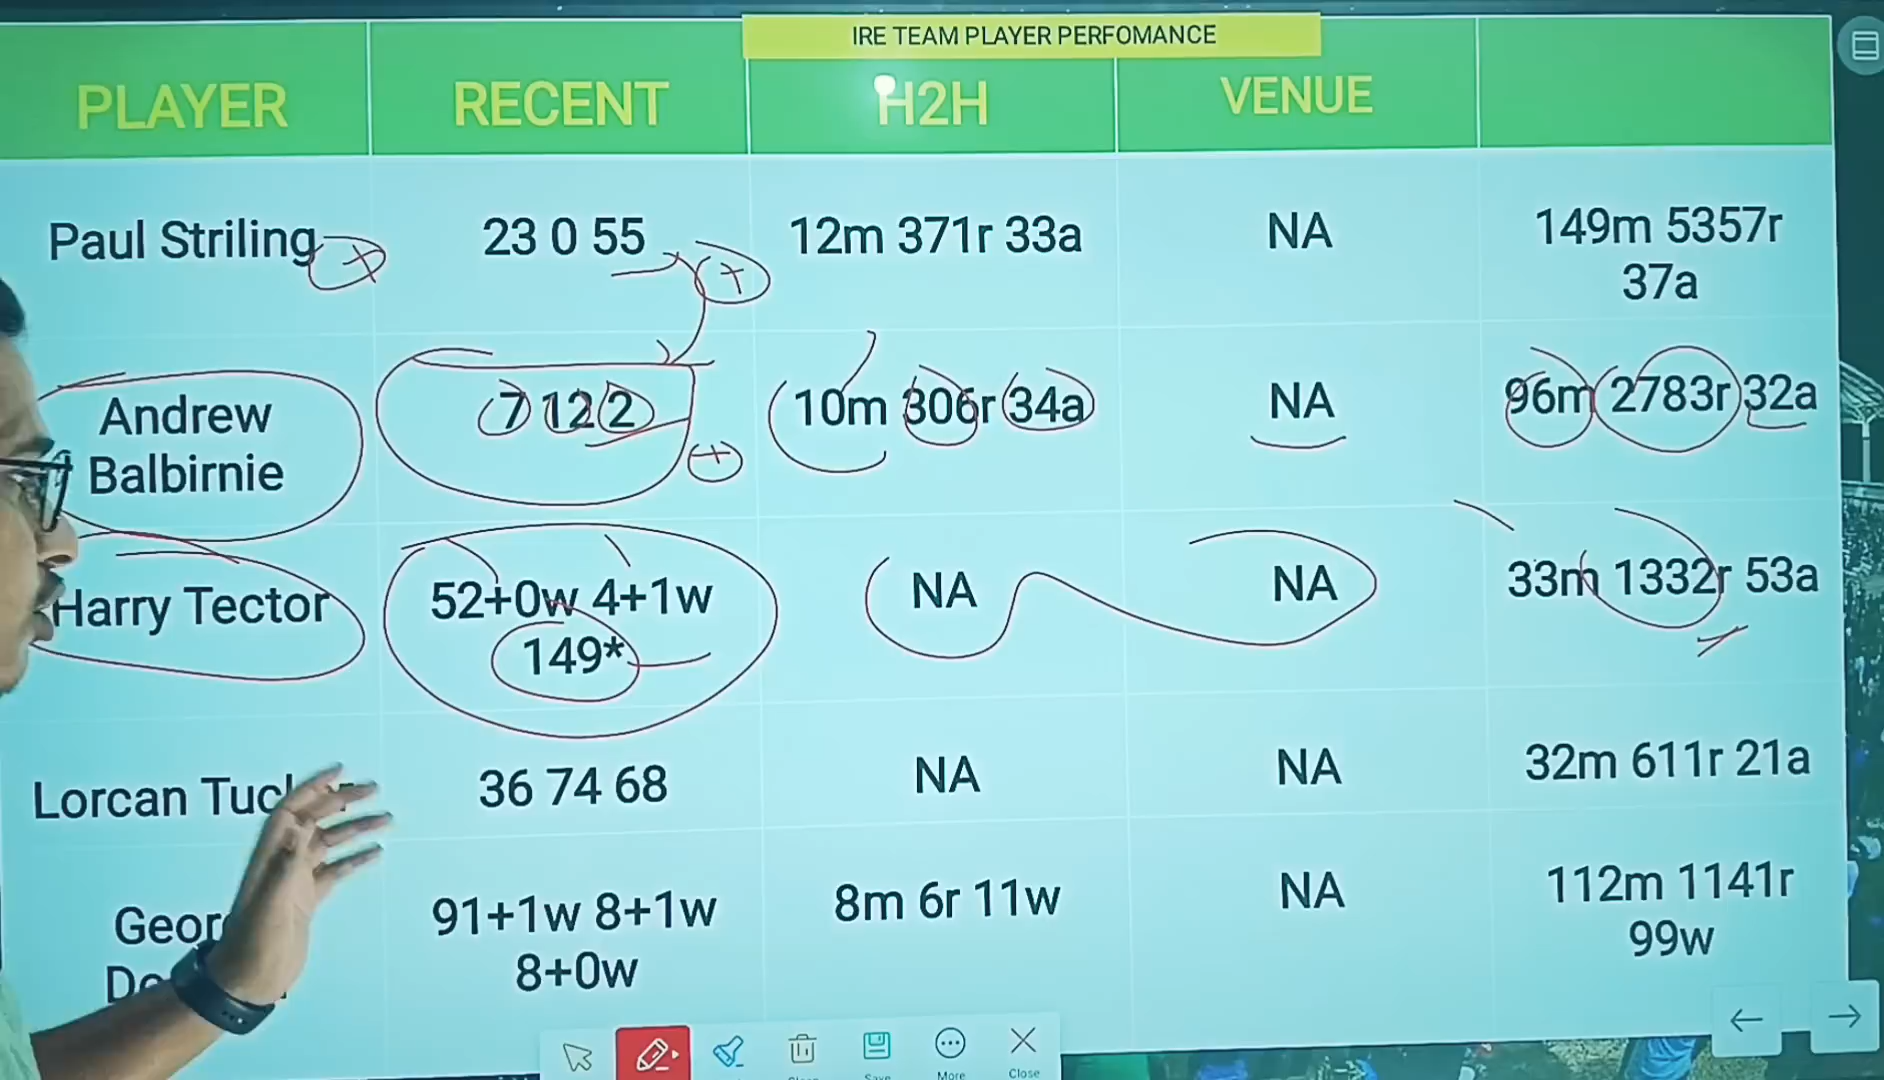 IRE TEAM PLAYER PERFOMANCE
PLAYER RECENT H2H VENUE
Paul Striling 23 0 55 12m 371r 33a NA 149m 5357r
37a
Andrew
Balbirnie 7 12 2 10m 306r 34a NA 96m 2783r 32a
Harry Tector 52+0w 4+1w
149* NA NA 33m 1332r 53a
Lorcan 36 74 68 NA NA 32m 611r 21a
91+1w 8+1w
8+0w 8m 6r 11w NA 112m 1141r
99w
Save More Close